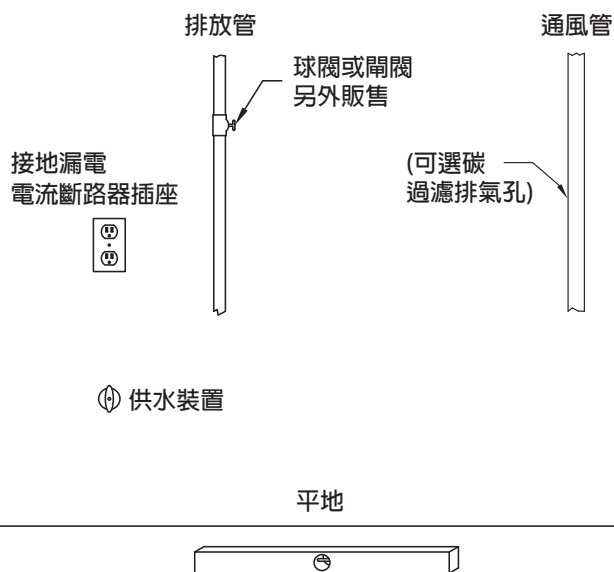 排放管
通風管
球閥或閘閥
另外販售
接地漏電
電流斷路器插座
(可選碳
過濾排氣孔)
供水裝置
平地